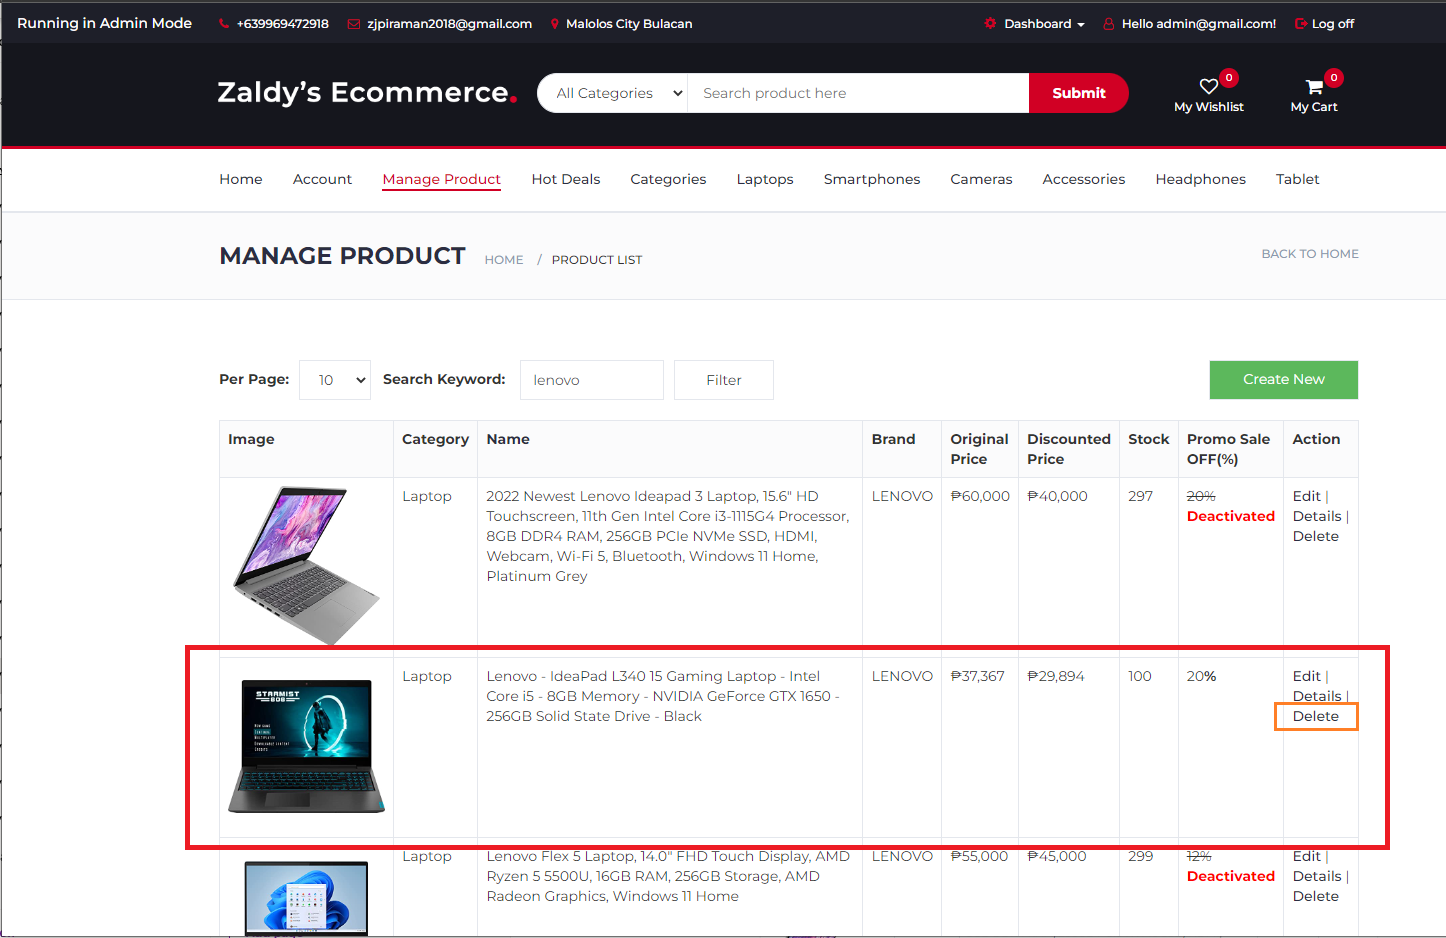 Running in Admin Mode +639969472918 zjpiraman2018@gmail.com Malolos City Bulacan Dashboard Hello admin@gmail.com! Log off
Zaldy's Ecommerce. All Categories Search product here Submit 0 My Wishlist 0 My Cart
Home Account Manage Product Hot Deals Categories Laptops Smartphones Cameras Accessories Headphones Tablet
MANAGE PRODUCT HOME / PRODUCT LIST BACK TO HOME
Per Page: 10 Search Keyword: lenovo Filter Create New
Image Category Name Brand Original Discounted Stock Promo Sale Action
Price Price OFF(%)
Laptop 2022 Newest Lenovo Ideapad 3 Laptop, 15.6" HD LENOVO ₱60,000 ₱40,000 297 20% Edit |
Touchscreen, 11th Gen Intel Core i3-1115G4 Processor, Deactivated Details |
8GB DDR4 RAM, 256GB PCIe NVMe SSD, HDMI, Delete
Webcam, Wi-Fi 5, Bluetooth, Windows 11 Home,
Platinum Grey
Laptop Lenovo - IdeaPad L340 15 Gaming Laptop - Intel LENOVO ₱37,367 ₱29,894 100 20% Edit |
Core i5 - 8GB Memory - NVIDIA GeForce GTX 1650 - Details |
256GB Solid State Drive - Black Delete
STARMIST
808
NEW GAME
CONTINUE
MULTIPLAYER
DOWNLOADABLE CONTENT
CREDITS
Laptop Lenovo Flex 5 Laptop, 14.0" FHD Touch Display, AMD LENOVO ₱55,000 ₱45,000 299 12% Edit |
Ryzen 5 5500U, 16GB RAM, 256GB Storage, AMD Deactivated Details |
Radeon Graphics, Windows 11 Home Delete